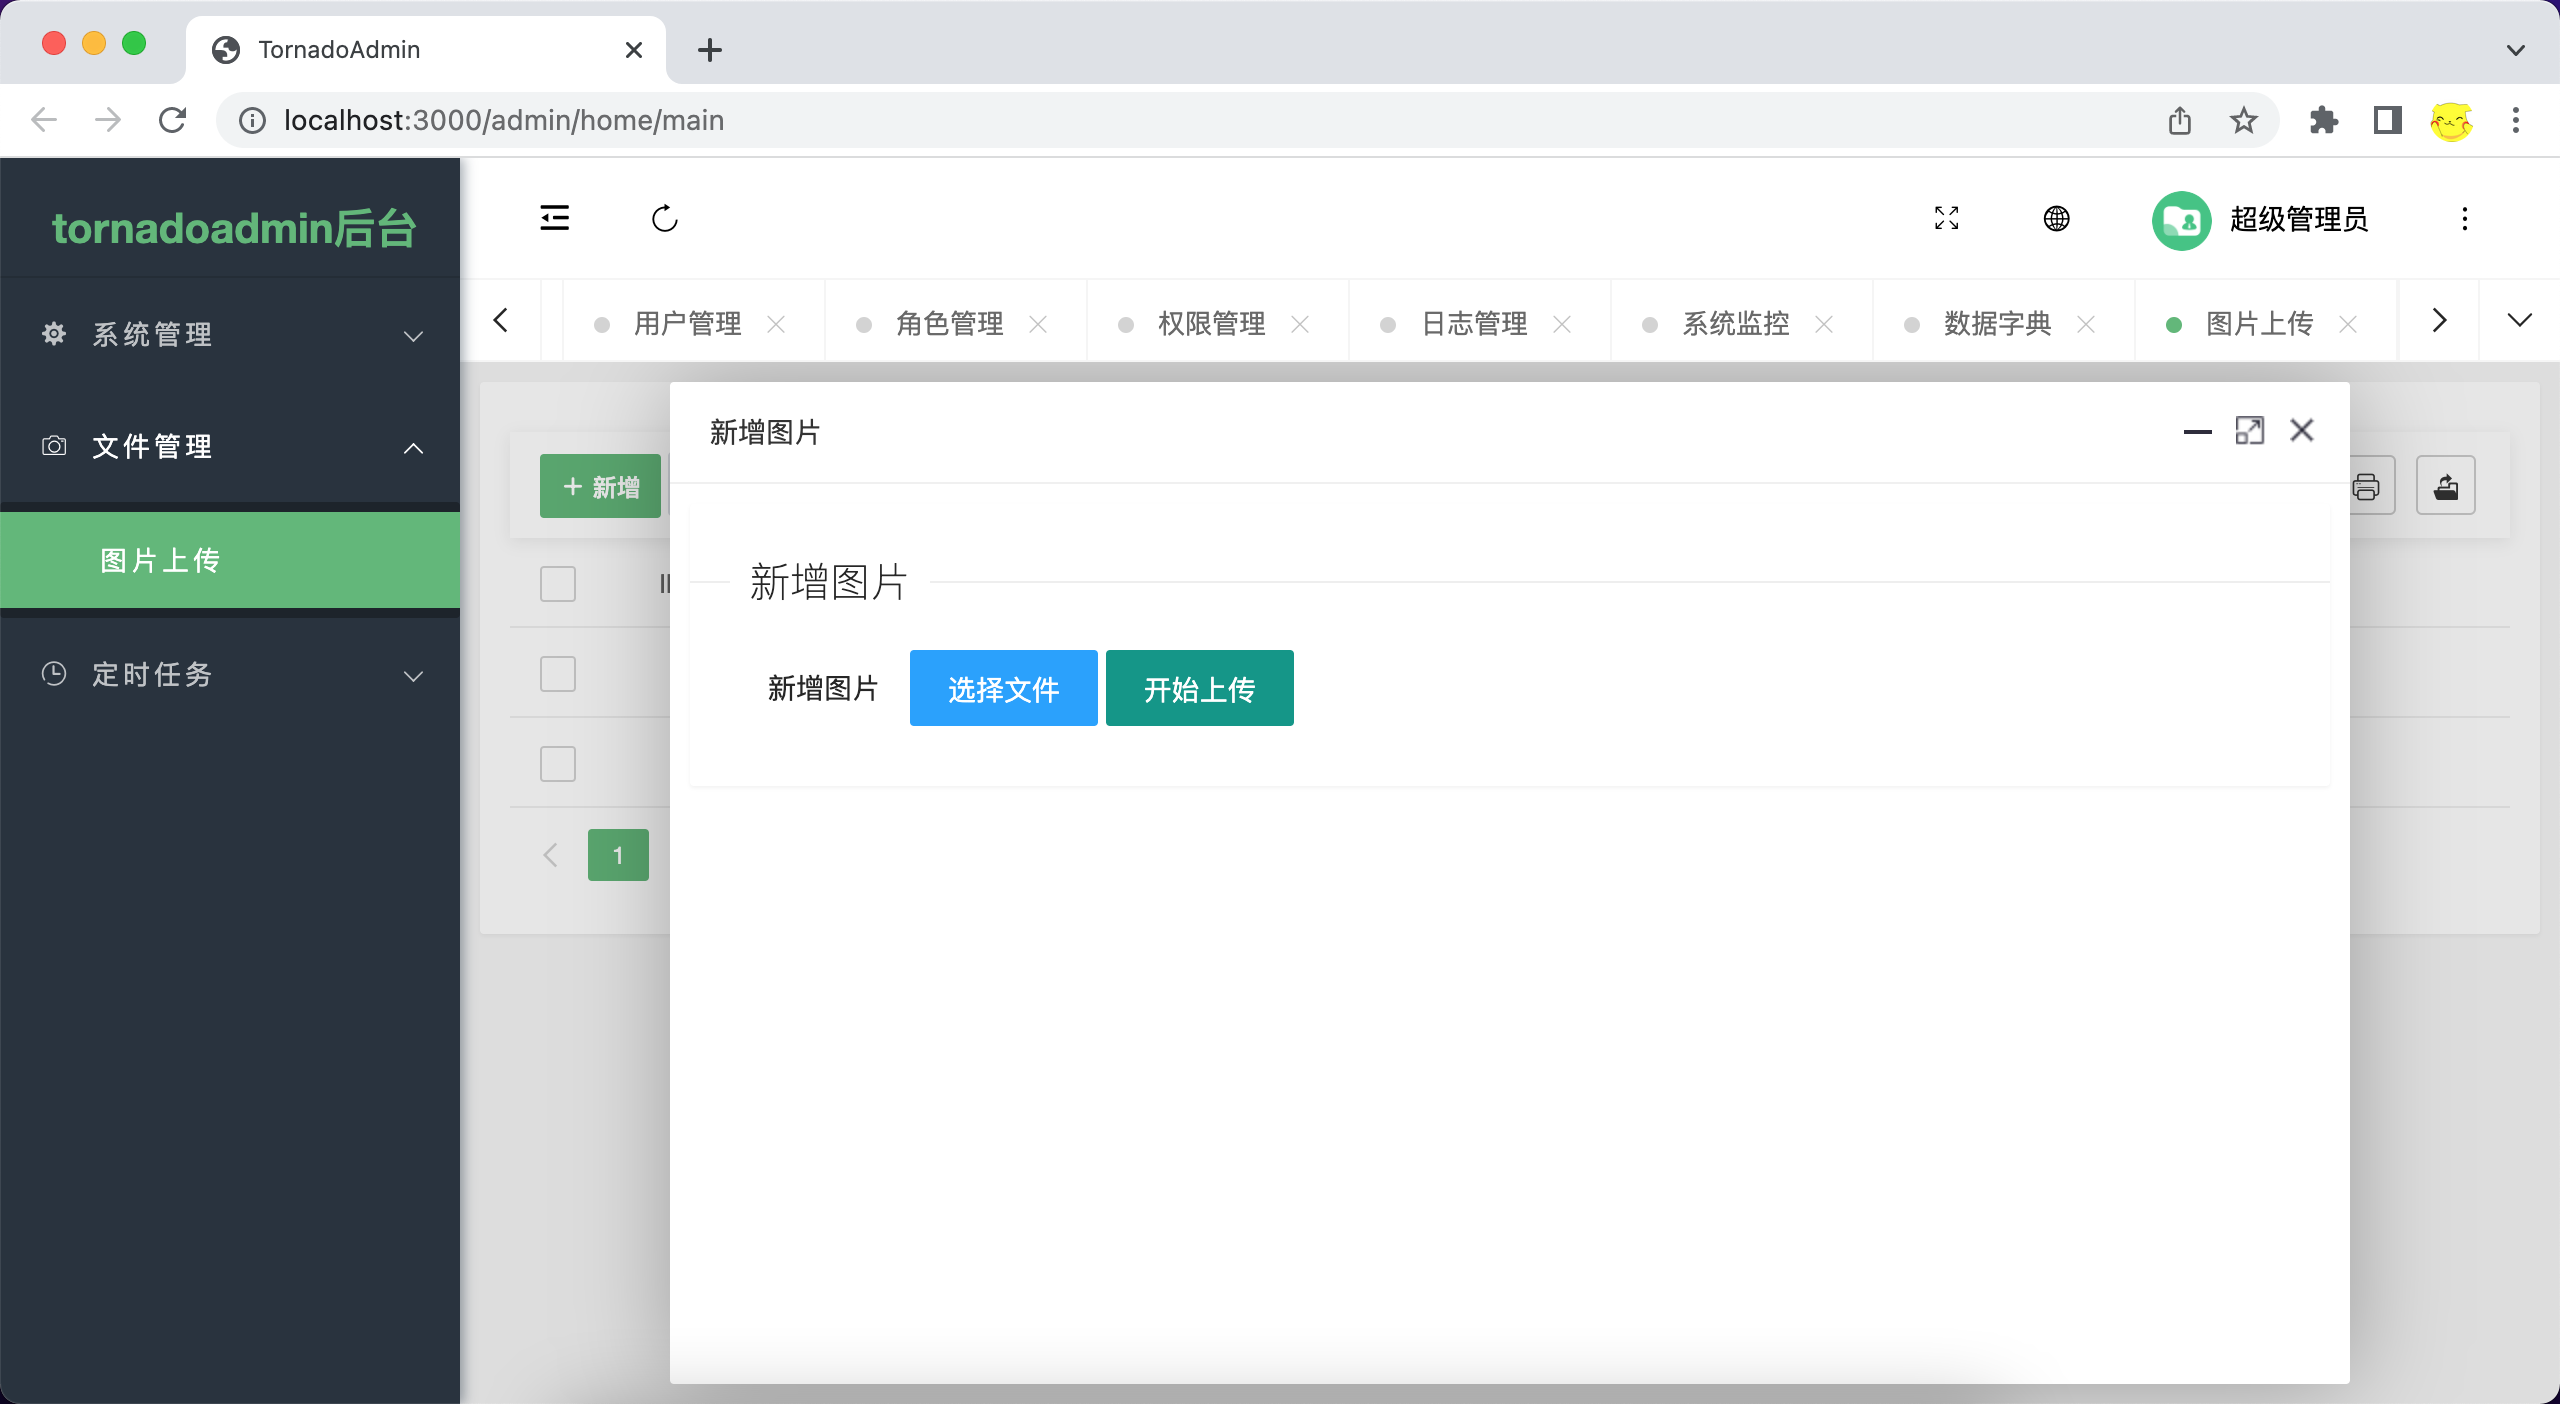 TornadoAdmin
localhost:3000/admin/home/main
tornadoadmin后台
超级管理员
用户管理
角色管理
权限管理
日志管理
系统监控
数据字典
图片上传
系统管理
文件管理
图片上传
定时任务
新增图片
+ 新增
新增图片
新增图片 选择文件 开始上传
1